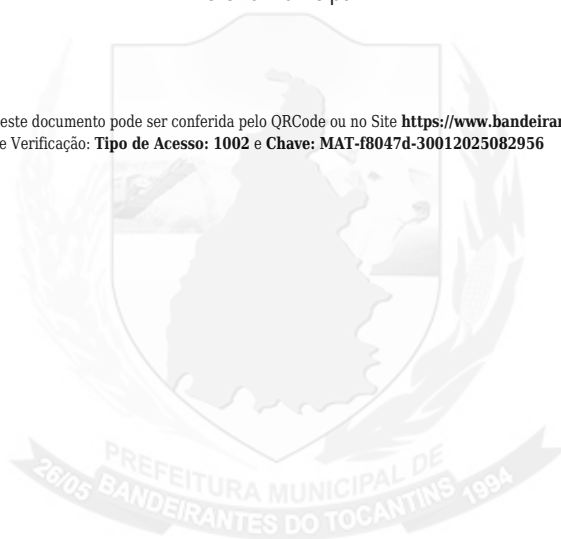 este documento pode ser conferida pelo QRCode ou no Site https://www.bandeiran
e Verificação: Tipo de Acesso: 1002 e Chave: MAT-f8047d-30012025082956
PREFEITURA MUNICIPAL DE
26/05 BANDEIRANTES DO TOCANTINS 1994